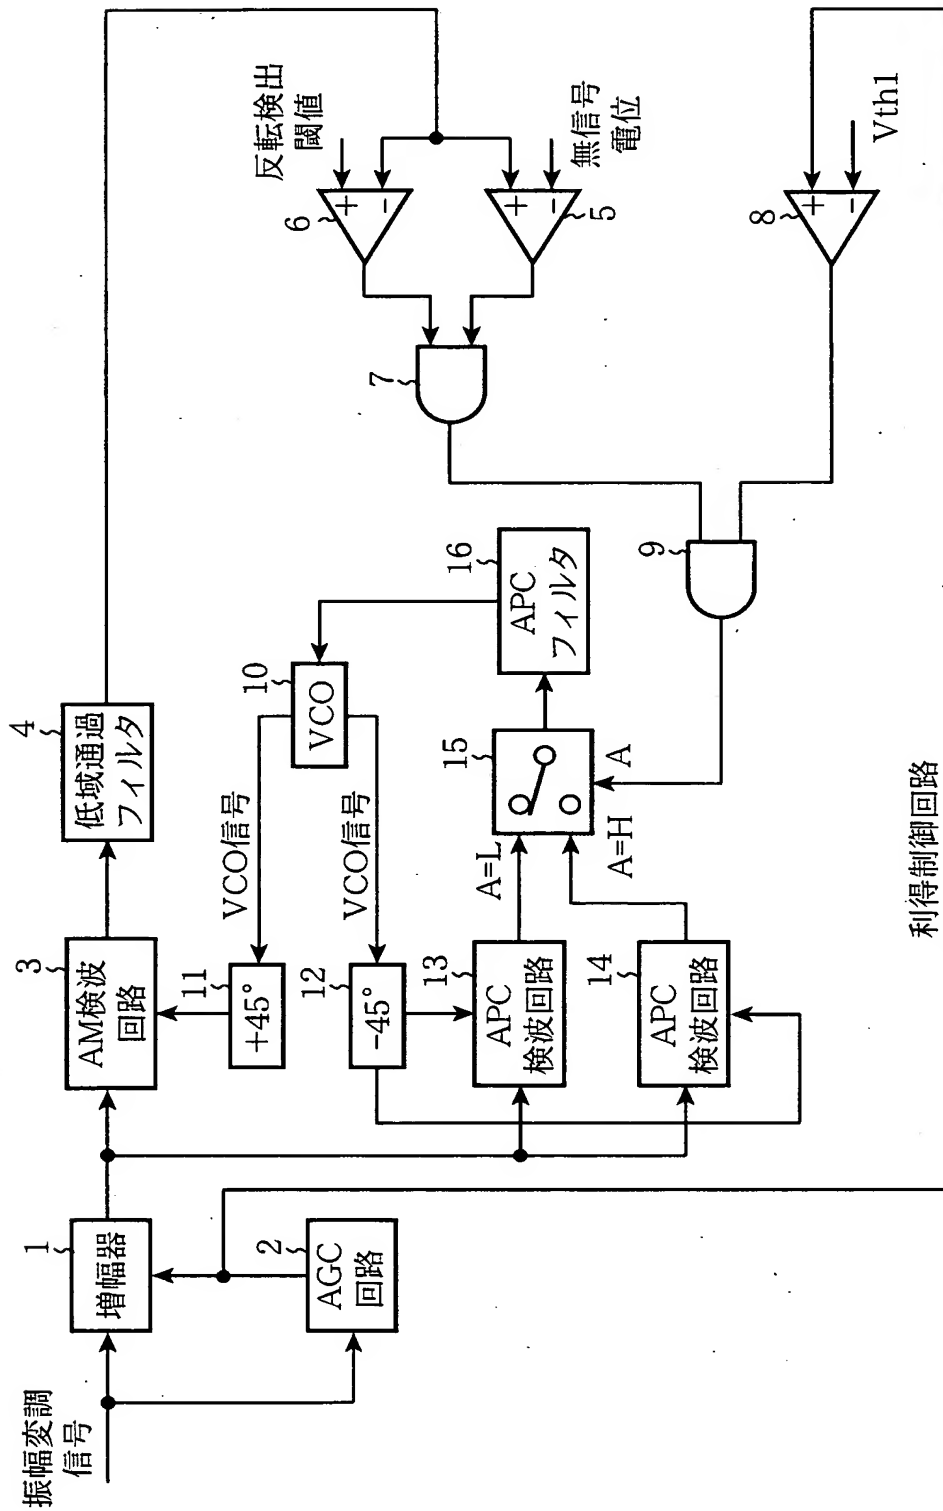 振幅変調
信号
1
増幅器
2
AGC
回路
3
AM検波
回路
4
低域通過
フィルタ
11
+45°
VCO信号
12
-45°
VCO信号
10
VCO
13
APC
検波回路
A=L
14
APC
検波回路
A=H
15
A
16
APC
フィルタ
反転検出
閾値
6
+
-
無信号
電位
5
+
-
7
8
+
-
Vth1
9
利得制御回路